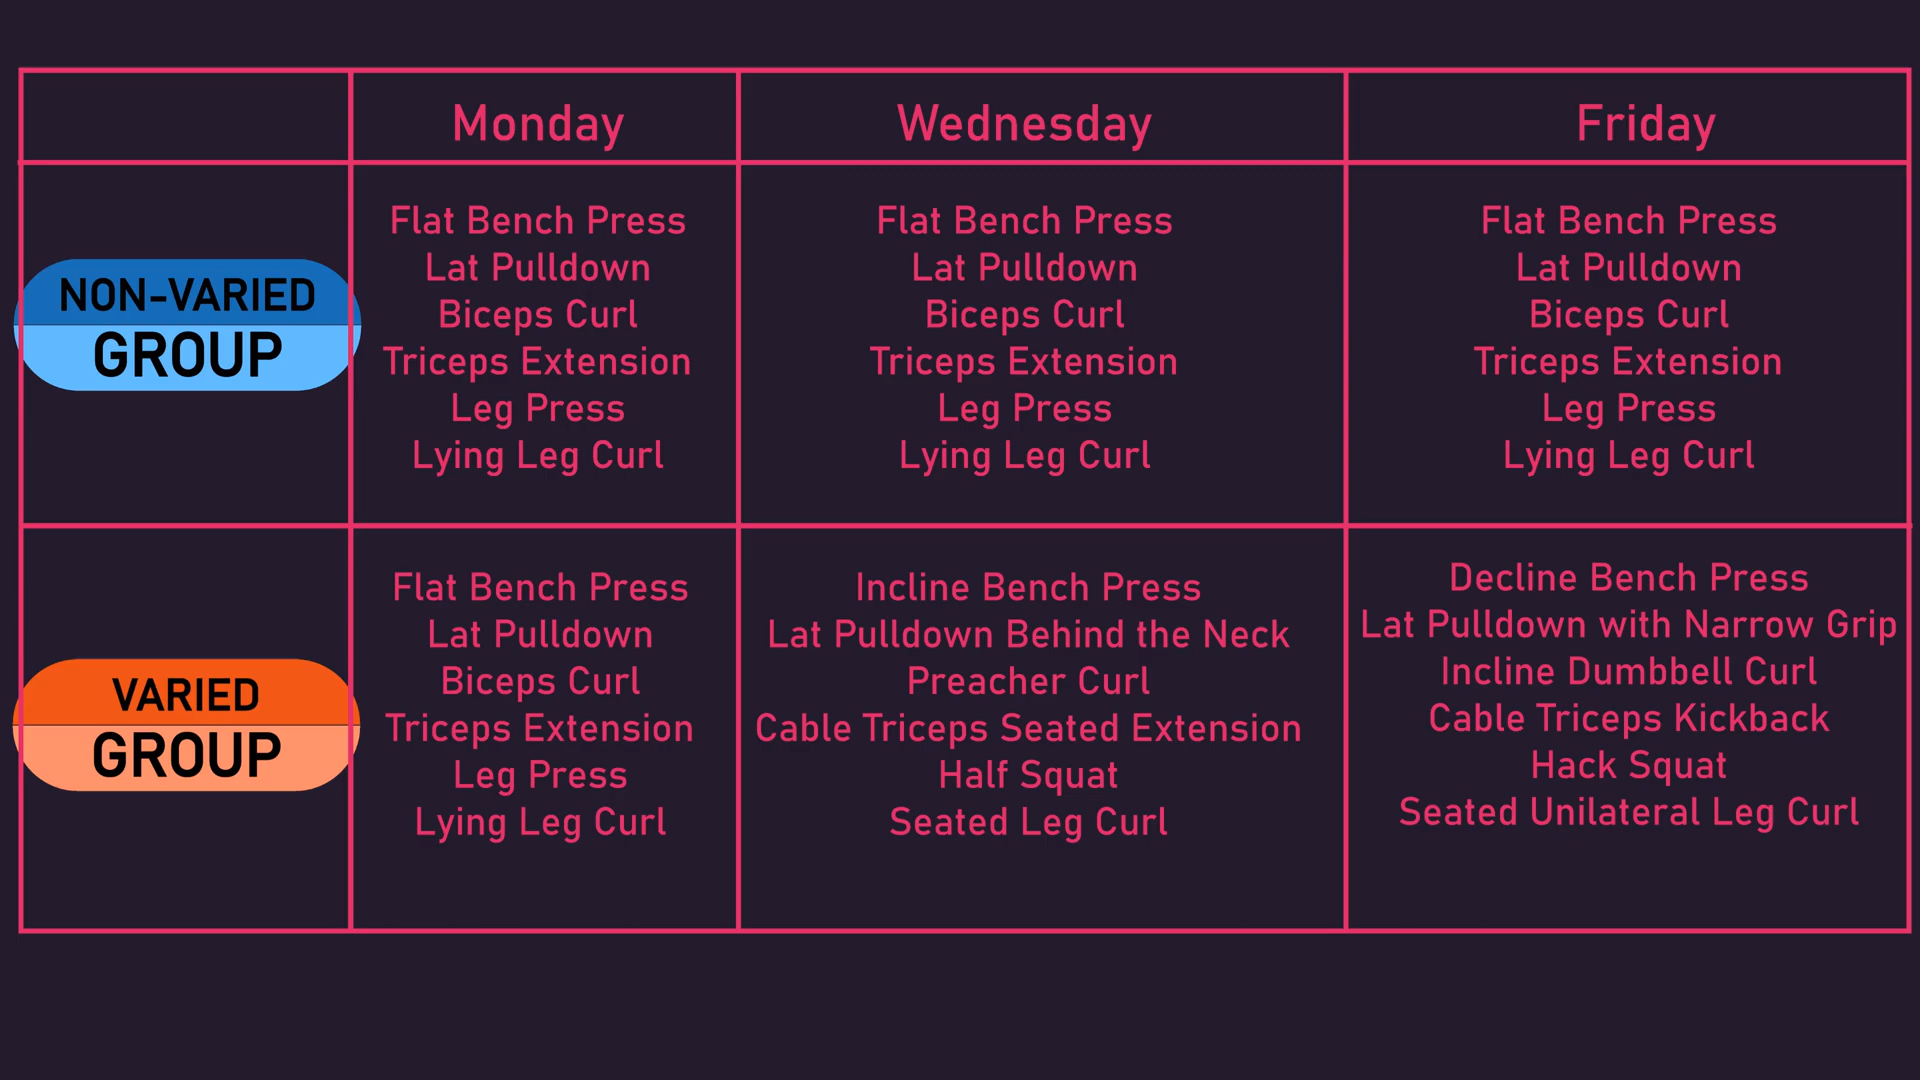 Monday
Wednesday
Friday
NON-VARIED
GROUP
Flat Bench Press
Lat Pulldown
Biceps Curl
Triceps Extension
Leg Press
Lying Leg Curl
Flat Bench Press
Lat Pulldown
Biceps Curl
Triceps Extension
Leg Press
Lying Leg Curl
Flat Bench Press
Lat Pulldown
Biceps Curl
Triceps Extension
Leg Press
Lying Leg Curl
VARIED
GROUP
Flat Bench Press
Lat Pulldown
Biceps Curl
Triceps Extension
Leg Press
Lying Leg Curl
Incline Bench Press
Lat Pulldown Behind the Neck
Preacher Curl
Cable Triceps Seated Extension
Half Squat
Seated Leg Curl
Decline Bench Press
Lat Pulldown with Narrow Grip
Incline Dumbbell Curl
Cable Triceps Kickback
Hack Squat
Seated Unilateral Leg Curl